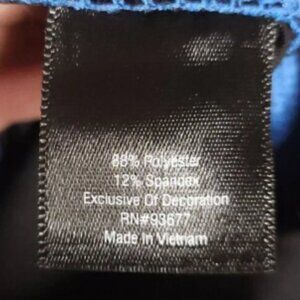 88% Polyester
12% Spandex
Exclusive Of Decoration
RN#93677
Made In Vietnam